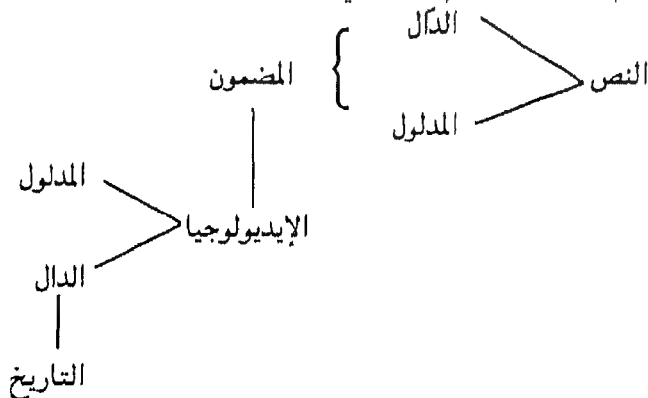 الدال
المضمون
النص
المدلول
المدلول
الإيديولوجيا
الدال
التاريخ